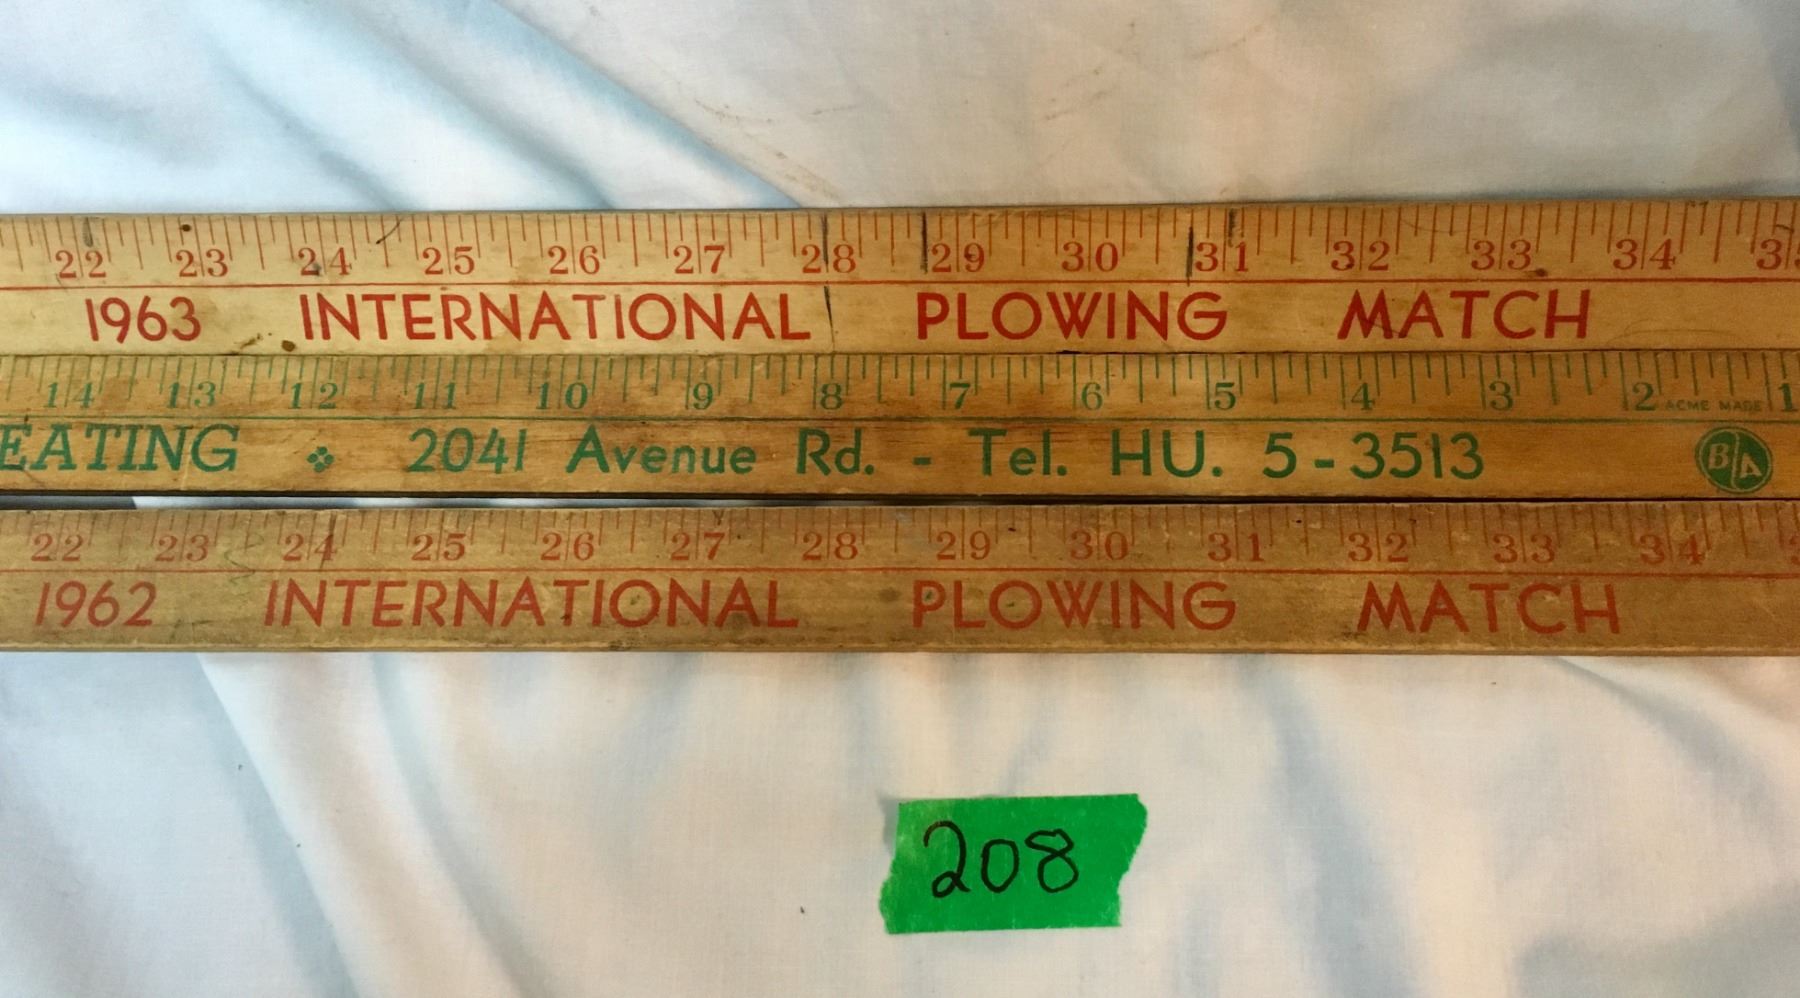 22 23 24 25 26 27 28 29 30 31 32 33 34
1963 INTERNATIONAL PLOWING MATCH
14 13 12 11 10 9 8 7 6 5 4 3 2 ACME MADE 1
EATING 2041 Avenue Rd. - Tel. HU. 5-3513 B/A
22 23 24 25 26 27 28 29 30 31 32 33 34
1962 INTERNATIONAL PLOWING MATCH
208